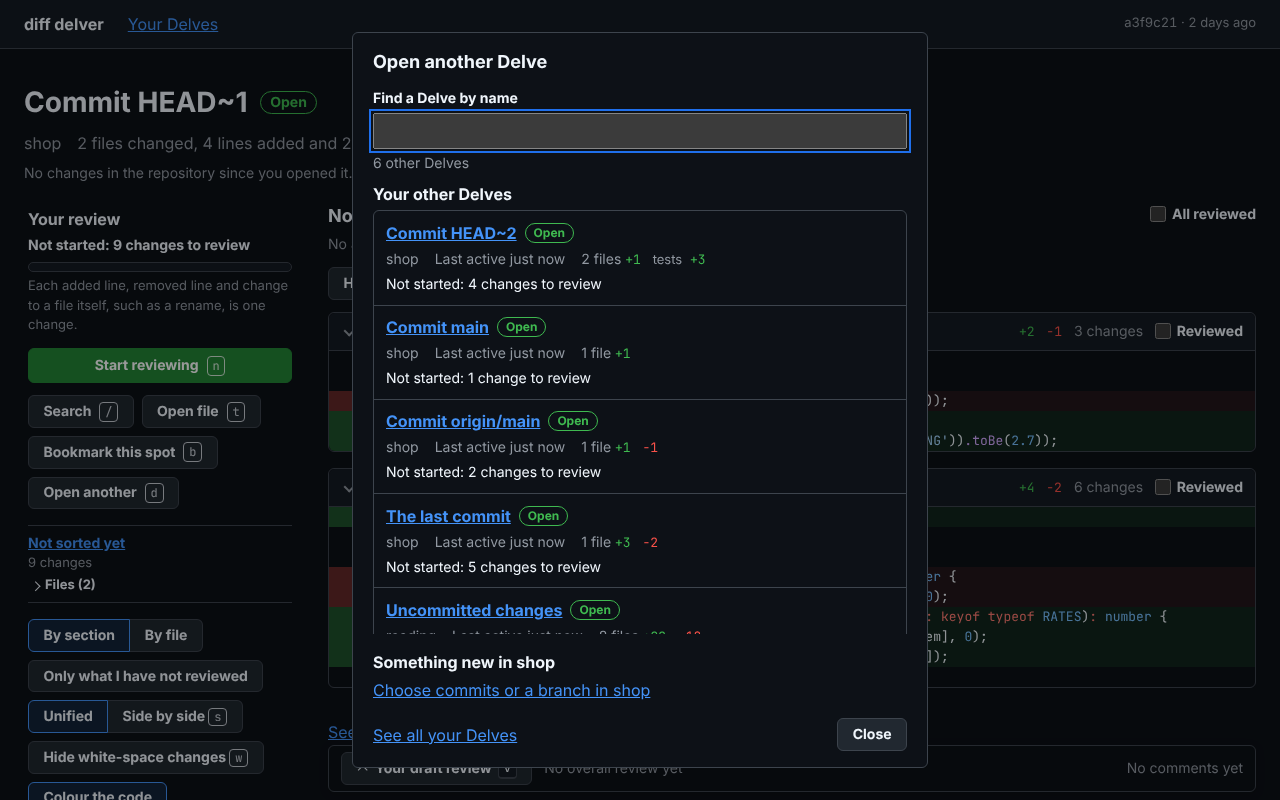 diff delver Your Delves a3f9c21 · 2 days ago
Commit HEAD~1 Open
shop 2 files changed, 4 lines added and 2
No changes in the repository since you opened it.
Your review
Not started: 9 changes to review
Each added line, removed line and change
to a file itself, such as a rename, is one
change.
Start reviewing n
Search / Open file t
Bookmark this spot b
Open another d
Not sorted yet
9 changes
Files (2)
By section By file
Only what I have not reviewed
Unified Side by side s
Hide white-space changes w
Colour the code
Open another Delve
Find a Delve by name
6 other Delves
Your other Delves
Commit HEAD~2 Open
shop Last active just now 2 files +1 tests +3
Not started: 4 changes to review
Commit main Open
shop Last active just now 1 file +1
Not started: 1 change to review
Commit origin/main Open
shop Last active just now 1 file +1 -1
Not started: 2 changes to review
The last commit Open
shop Last active just now 1 file +3 -2
Not started: 5 changes to review
Uncommitted changes Open
Last active just now
Something new in shop
Choose commits or a branch in shop
See all your Delves Close
No
No
H
All reviewed
+2 -1 3 changes Reviewed
));
NG')).toBe(2.7));
+4 -2 6 changes Reviewed
er {
0);
: keyof typeof RATES): number {
em], 0);
]);
See
Your draft review v No overall review yet No comments yet